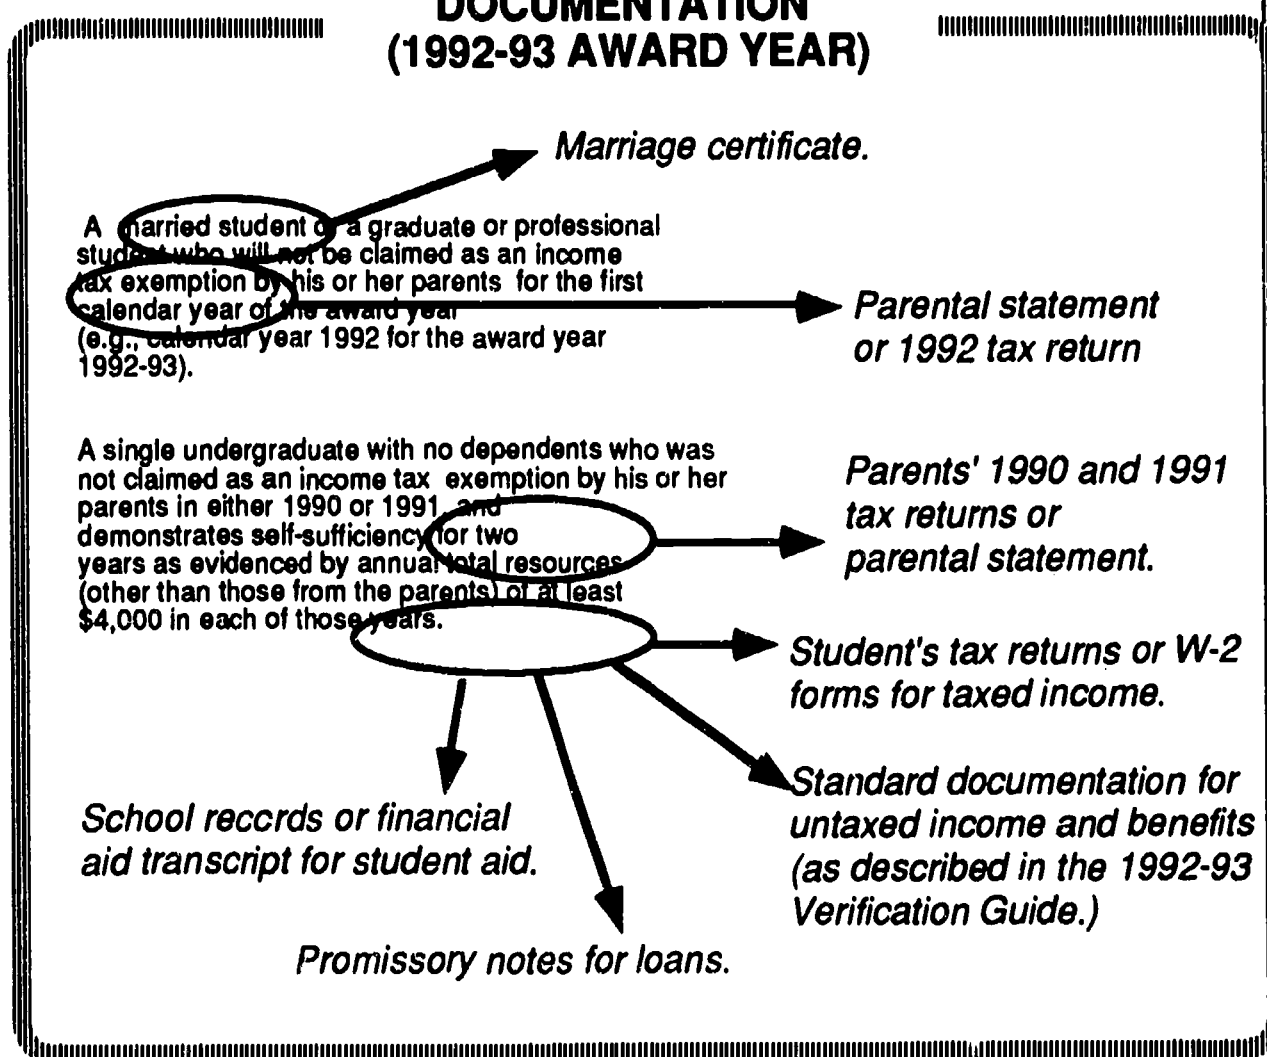 DOCUMENTATION
(1992-93 AWARD YEAR)
Marriage certificate.
A married student or a graduate or professional
student who will not be claimed as an income
tax exemption by his or her parents for the first
calendar year of the award year
(e.g., calendar year 1992 for the award year
1992-93).
Parental statement
or 1992 tax return
A single undergraduate with no dependents who was
not claimed as an income tax exemption by his or her
parents in either 1990 or 1991, and
demonstrates self-sufficiency for two
years as evidenced by annual total resources
(other than those from the parents) of at least
$4,000 in each of those years.
Parents' 1990 and 1991
tax returns or
parental statement.
Student's tax returns or W-2
forms for taxed income.
Standard documentation for
untaxed income and benefits
(as described in the 1992-93
Verification Guide.)
School records or financial
aid transcript for student aid.
Promissory notes for loans.